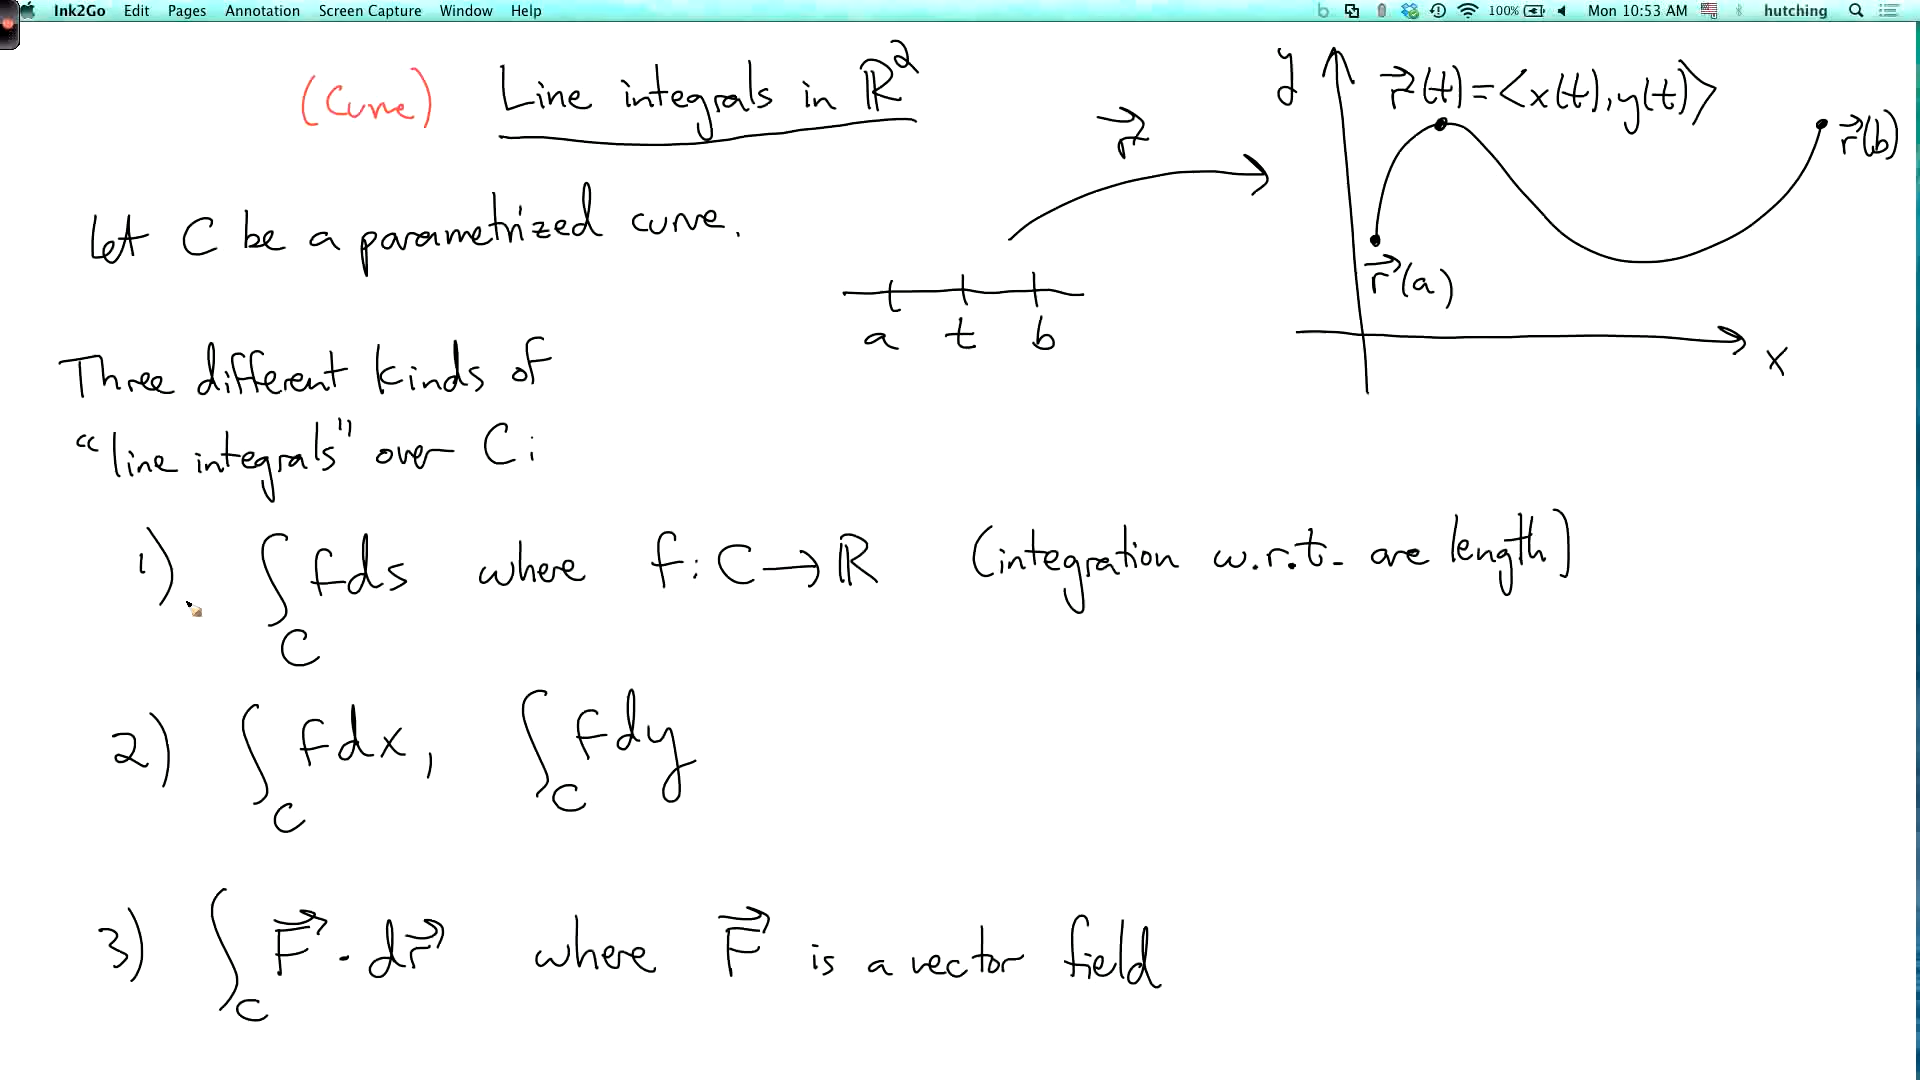 Ink2Go Edit Pages Annotation Screen Capture Window Help 100% Mon 10:53 AM hutching
(Curve) Line integrals in ℝ²
Let C be a parametrized curve.
r⃗
a t b
y
r⃗(t) = <x(t), y(t)>
r⃗(b)
r⃗(a)
x
Three different kinds of
"line integrals" over C:
1). ∫_C f ds where f: C → ℝ (integration w.r.t. arc length)
2) ∫_C f dx, ∫_C f dy
3) ∫_C F⃗ · dr⃗ where F⃗ is a vector field